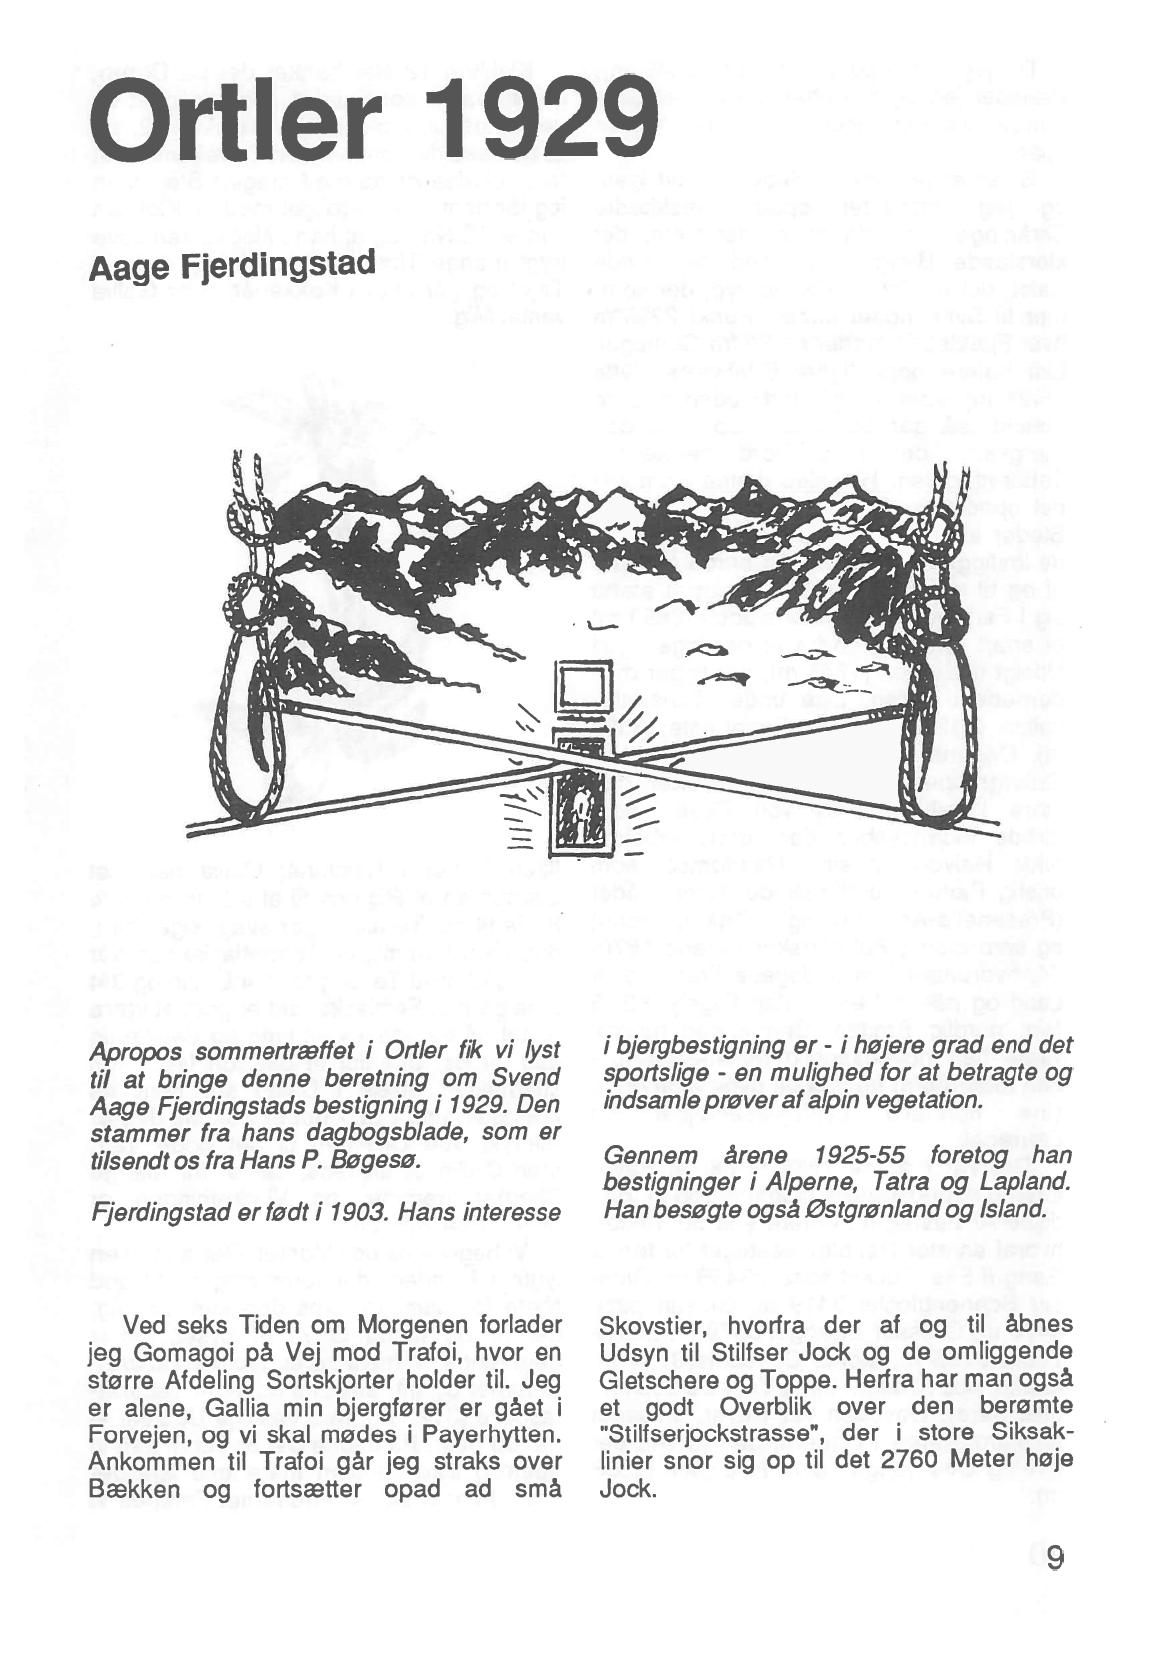 Ortler 1929
Aage Fjerdingstad
Apropos sommertræffet i Ortler fik vi lyst
til at bringe denne beretning om Svend
Aage Fjerdingstads bestigning i 1929. Den
stammer fra hans dagbogsblade, som er
tilsendt os fra Hans P. Bøgesø.
Fjerdingstad er født i 1903. Hans interesse
i bjergbestigning er - i højere grad end det
sportslige - en mulighed for at betragte og
indsamle prøver af alpin vegetation.
Gennem årene 1925-55 foretog han
bestigninger i Alperne, Tatra og Lapland.
Han besøgte også Østgrønland og Island.
Ved seks Tiden om Morgenen forlader
jeg Gomagoi på Vej mod Trafoi, hvor en
større Afdeling Sortskjorter holder til. Jeg
er alene, Gallia min bjergfører er gået i
Forvejen, og vi skal mødes i Payerhytten.
Ankommen til Trafoi går jeg straks over
Bækken og fortsætter opad ad små
Skovstier, hvorfra der af og til åbnes
Udsyn til Stilfser Jock og de omliggende
Gletschere og Toppe. Herfra har man også
et godt Overblik over den berømte
"Stilfserjockstrasse", der i store Siksak-
linier snor sig op til det 2760 Meter høje
Jock.
9